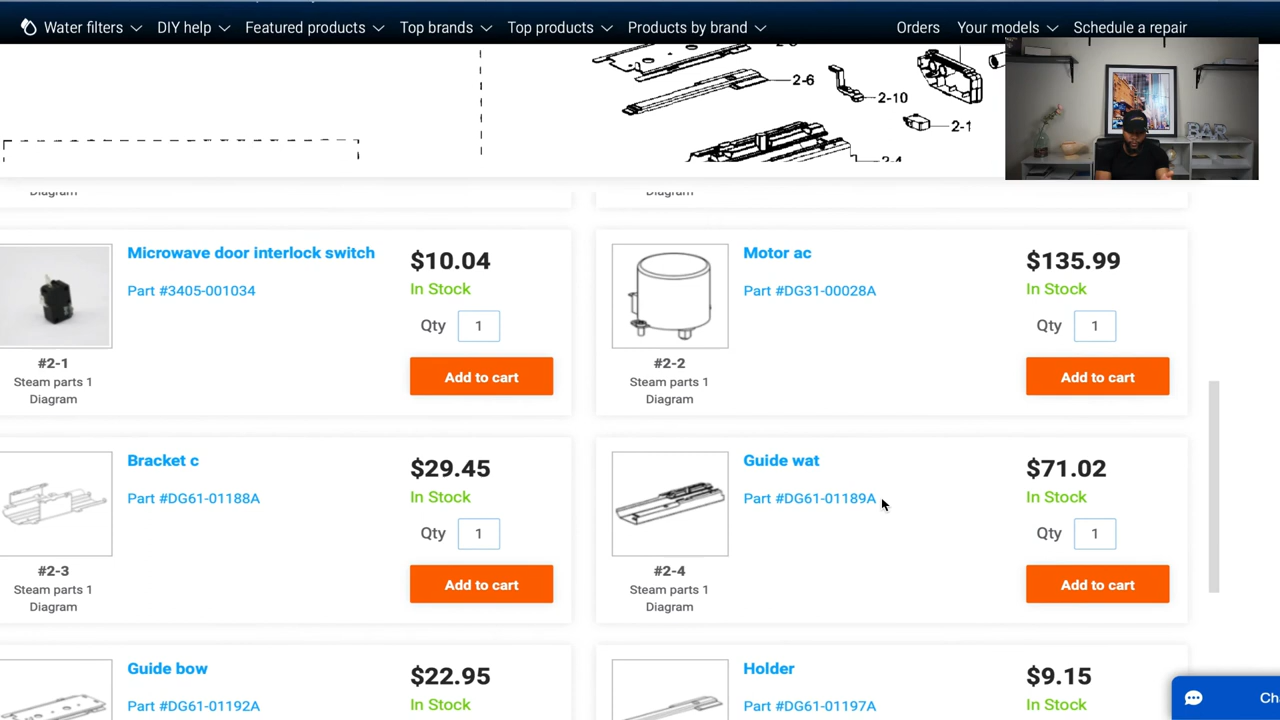 Water filters DIY help Featured products Top brands Top products Products by brand Orders Your models Schedule a repair
2-6
2-10
2-1
2-4
BAR
Diagram Diagram
Microwave door interlock switch
Part #3405-001034
$10.04
In Stock
Qty 1
Add to cart
#2-1
Steam parts 1
Diagram
Motor ac
Part #DG31-00028A
$135.99
In Stock
Qty 1
Add to cart
#2-2
Steam parts 1
Diagram
Bracket c
Part #DG61-01188A
$29.45
In Stock
Qty 1
Add to cart
#2-3
Steam parts 1
Diagram
Guide wat
Part #DG61-01189A
$71.02
In Stock
Qty 1
Add to cart
#2-4
Steam parts 1
Diagram
Guide bow
Part #DG61-01192A
$22.95
In Stock
Holder
Part #DG61-01197A
$9.15
In Stock
Ch